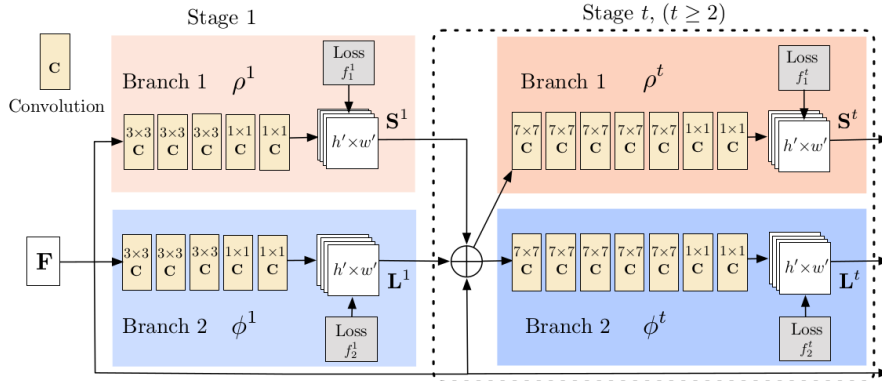 Stage 1
Stage t, (t ≥ 2)
C
Convolution
Branch 1 ρ¹
Loss
f₁¹
3×3 C 3×3 C 3×3 C 1×1 C 1×1 C
h′×w′
S¹
Branch 1 ρᵗ
Loss
f₁ᵗ
7×7 C 7×7 C 7×7 C 7×7 C 7×7 C 1×1 C 1×1 C
h′×w′
Sᵗ
F
3×3 C 3×3 C 3×3 C 1×1 C 1×1 C
h′×w′
L¹
Branch 2 ϕ¹
Loss
f₂¹
7×7 C 7×7 C 7×7 C 7×7 C 7×7 C 1×1 C 1×1 C
h′×w′
Lᵗ
Branch 2 ϕᵗ
Loss
f₂ᵗ